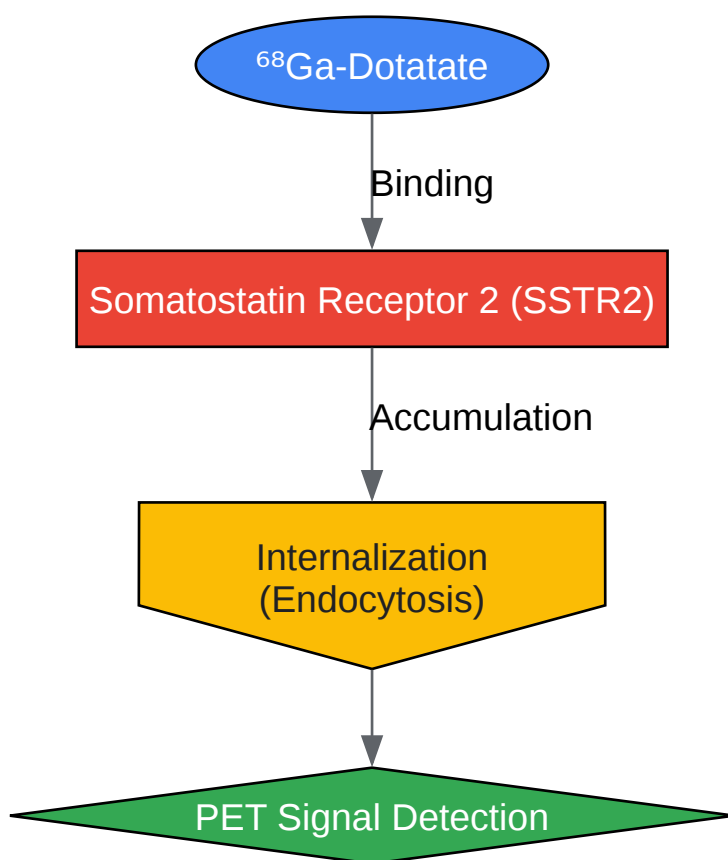 ⁶⁸Ga-Dotatate
Binding
Somatostatin Receptor 2 (SSTR2)
Accumulation
Internalization
(Endocytosis)
PET Signal Detection